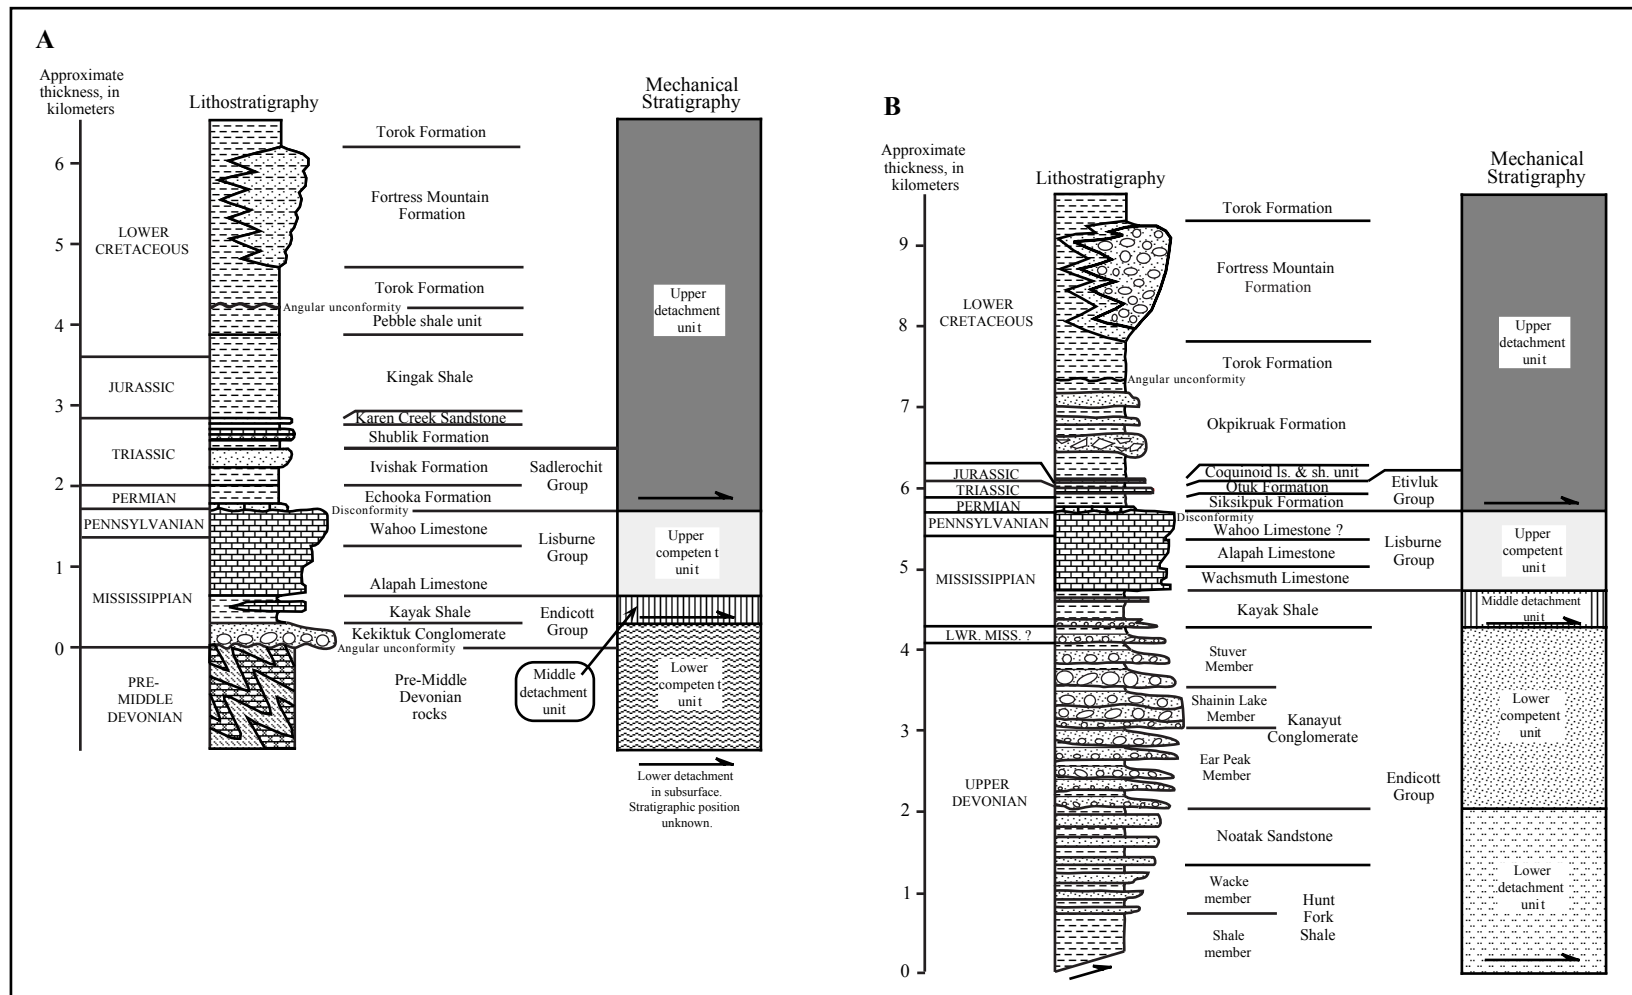 A
Approximate
thickness, in
kilometers
Lithostratigraphy
Mechanical
Stratigraphy
6
5
4
3
2
1
0
LOWER
CRETACEOUS
JURASSIC
TRIASSIC
PERMIAN
PENNSYLVANIAN
MISSISSIPPIAN
PRE-
MIDDLE
DEVONIAN
Torok Formation
Fortress Mountain
Formation
Torok Formation
Angular unconformity
Pebble shale unit
Kingak Shale
Karen Creek Sandstone
Shublik Formation
Ivishak Formation
Sadlerochit
Group
Echooka Formation
Disconformity
Wahoo Limestone
Lisburne
Group
Alapah Limestone
Kayak Shale
Endicott
Group
Kekiktuk Conglomerate
Angular unconformity
Pre-Middle
Devonian
rocks
Upper
detachment
unit
Upper
competent
unit
Middle
detachment
unit
Lower
competent
unit
Lower detachment
in subsurface.
Stratigraphic position
unknown.
B
Approximate
thickness, in
kilometers
Lithostratigraphy
Mechanical
Stratigraphy
9
8
7
6
5
4
3
2
1
0
LOWER
CRETACEOUS
JURASSIC
TRIASSIC
PERMIAN
PENNSYLVANIAN
MISSISSIPPIAN
LWR. MISS. ?
UPPER
DEVONIAN
Torok Formation
Fortress Mountain
Formation
Torok Formation
Angular unconformity
Okpikruak Formation
Coquinoid ls. & sh. unit
Otuk Formation
Siksikpuk Formation
Etivluk
Group
Disconformity
Wahoo Limestone ?
Alapah Limestone
Wachsmuth Limestone
Lisburne
Group
Kayak Shale
Stuver
Member
Shainin Lake
Member
Kanayut
Conglomerate
Ear Peak
Member
Endicott
Group
Noatak Sandstone
Wacke
member
Hunt
Fork
Shale
Shale
member
Upper
detachment
unit
Upper
competent
unit
Middle detachment
unit
Lower
competent
unit
Lower
detachment
unit